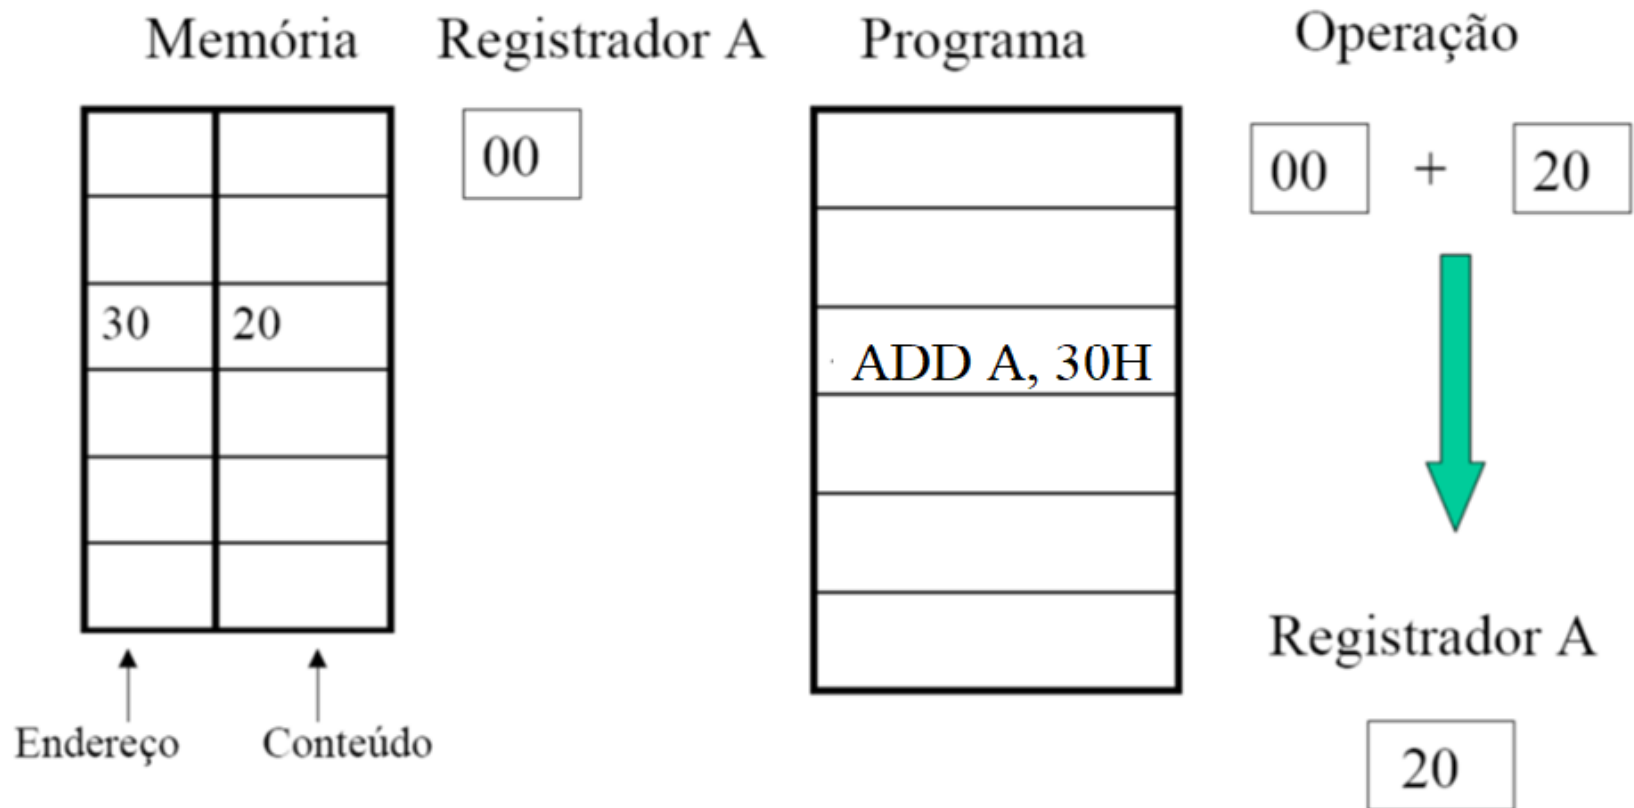 Memória
Registrador A
Programa
Operação
00
00 + 20
30 20
ADD A, 30H
Registrador A
Endereço
Conteúdo
20